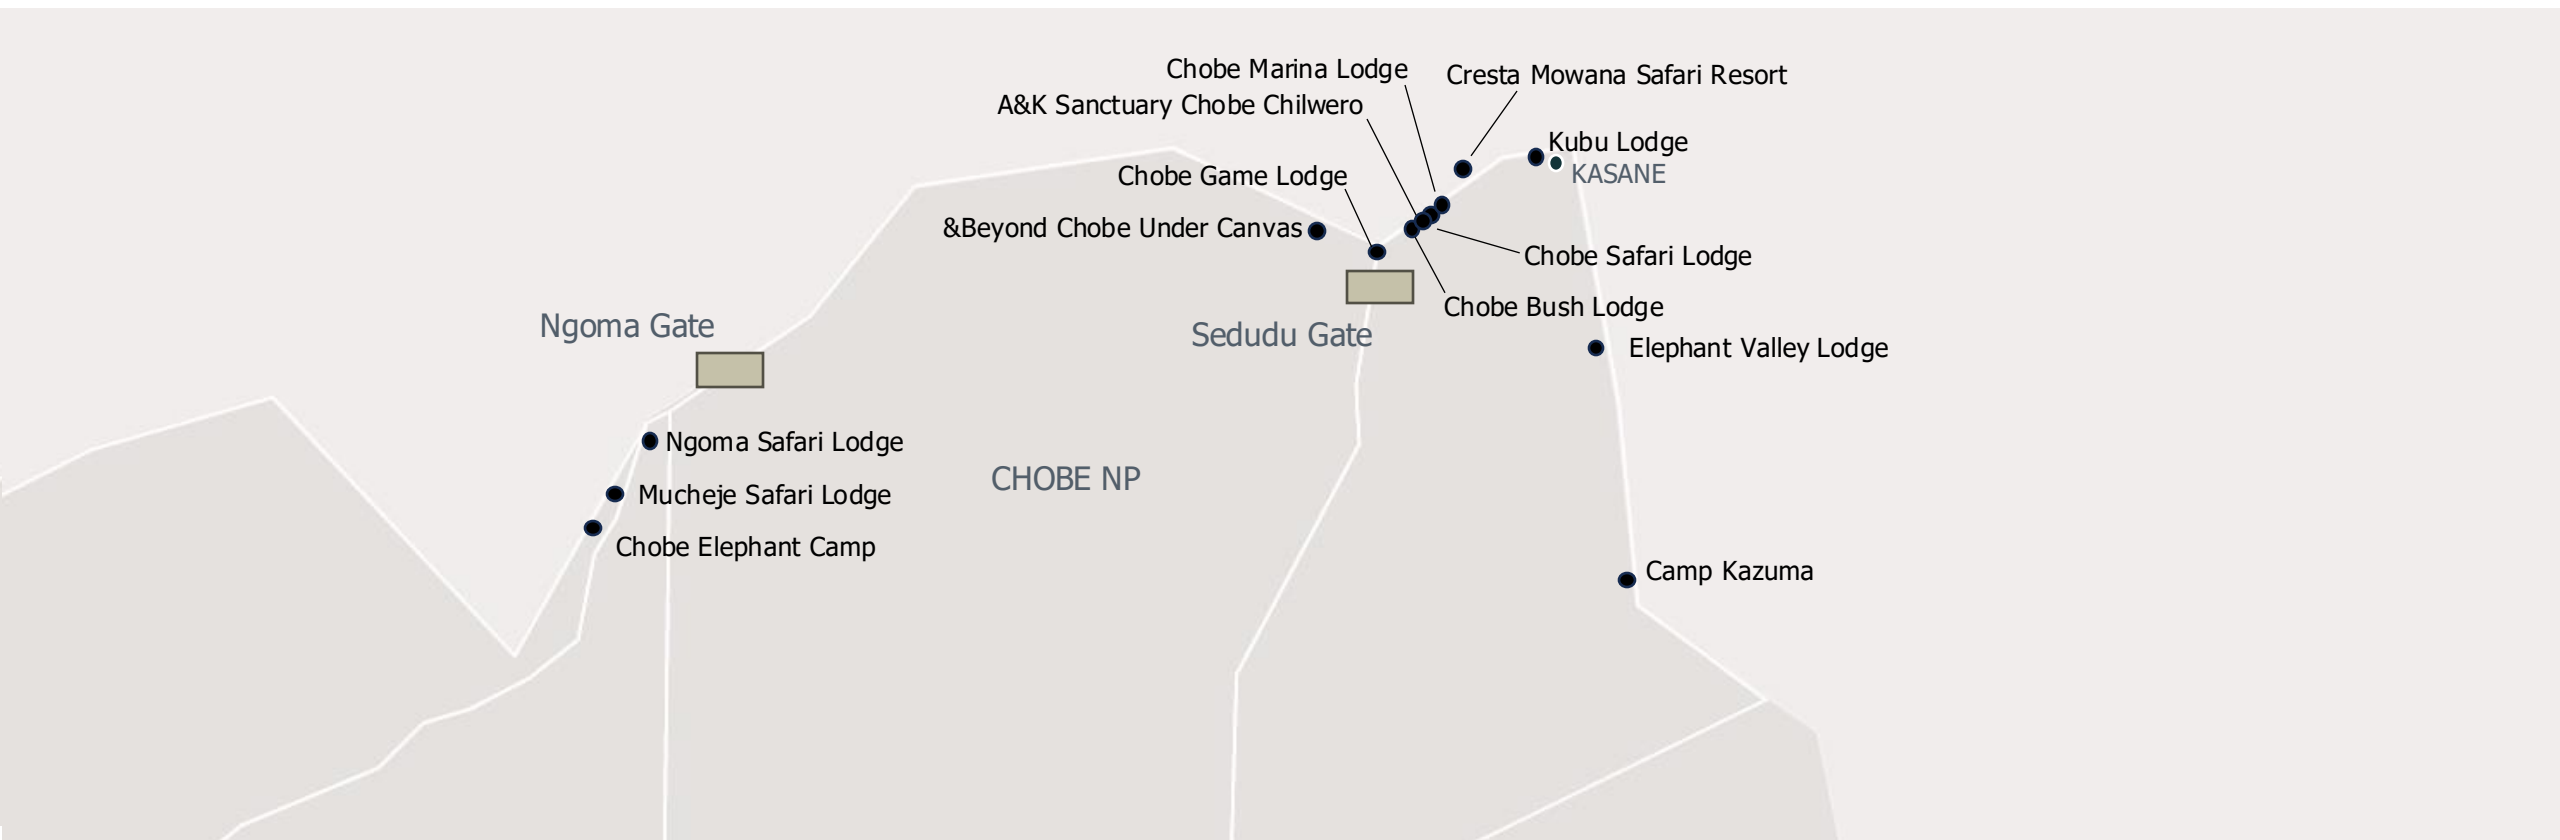 Chobe Marina Lodge
Cresta Mowana Safari Resort
A&K Sanctuary Chobe Chilwero
Kubu Lodge
KASANE
Chobe Game Lodge
&Beyond Chobe Under Canvas
Chobe Safari Lodge
Chobe Bush Lodge
Ngoma Gate
Sedudu Gate
Elephant Valley Lodge
Ngoma Safari Lodge
CHOBE NP
Mucheje Safari Lodge
Chobe Elephant Camp
Camp Kazuma